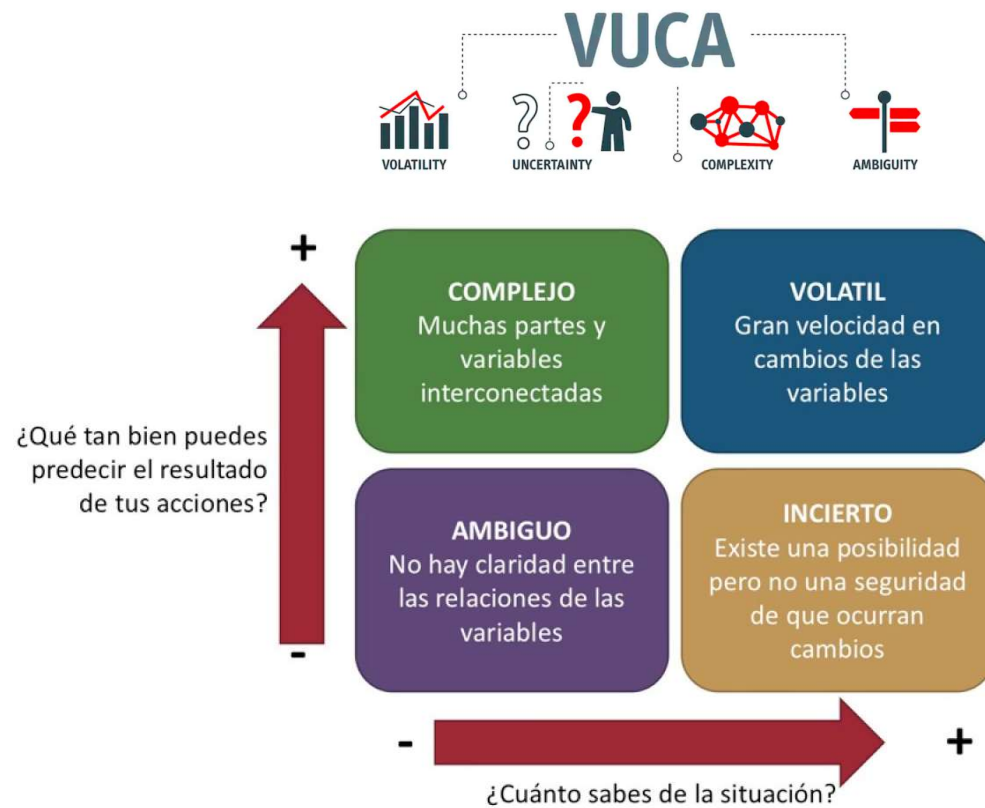 VUCA
VOLATILITY
UNCERTAINTY
COMPLEXITY
AMBIGUITY
+
¿Qué tan bien puedes
predecir el resultado
de tus acciones?
-
COMPLEJO
Muchas partes y
variables
interconectadas
VOLATIL
Gran velocidad en
cambios de las
variables
AMBIGUO
No hay claridad entre
las relaciones de las
variables
INCIERTO
Existe una posibilidad
pero no una seguridad
de que ocurran
cambios
-
+
¿Cuánto sabes de la situación?